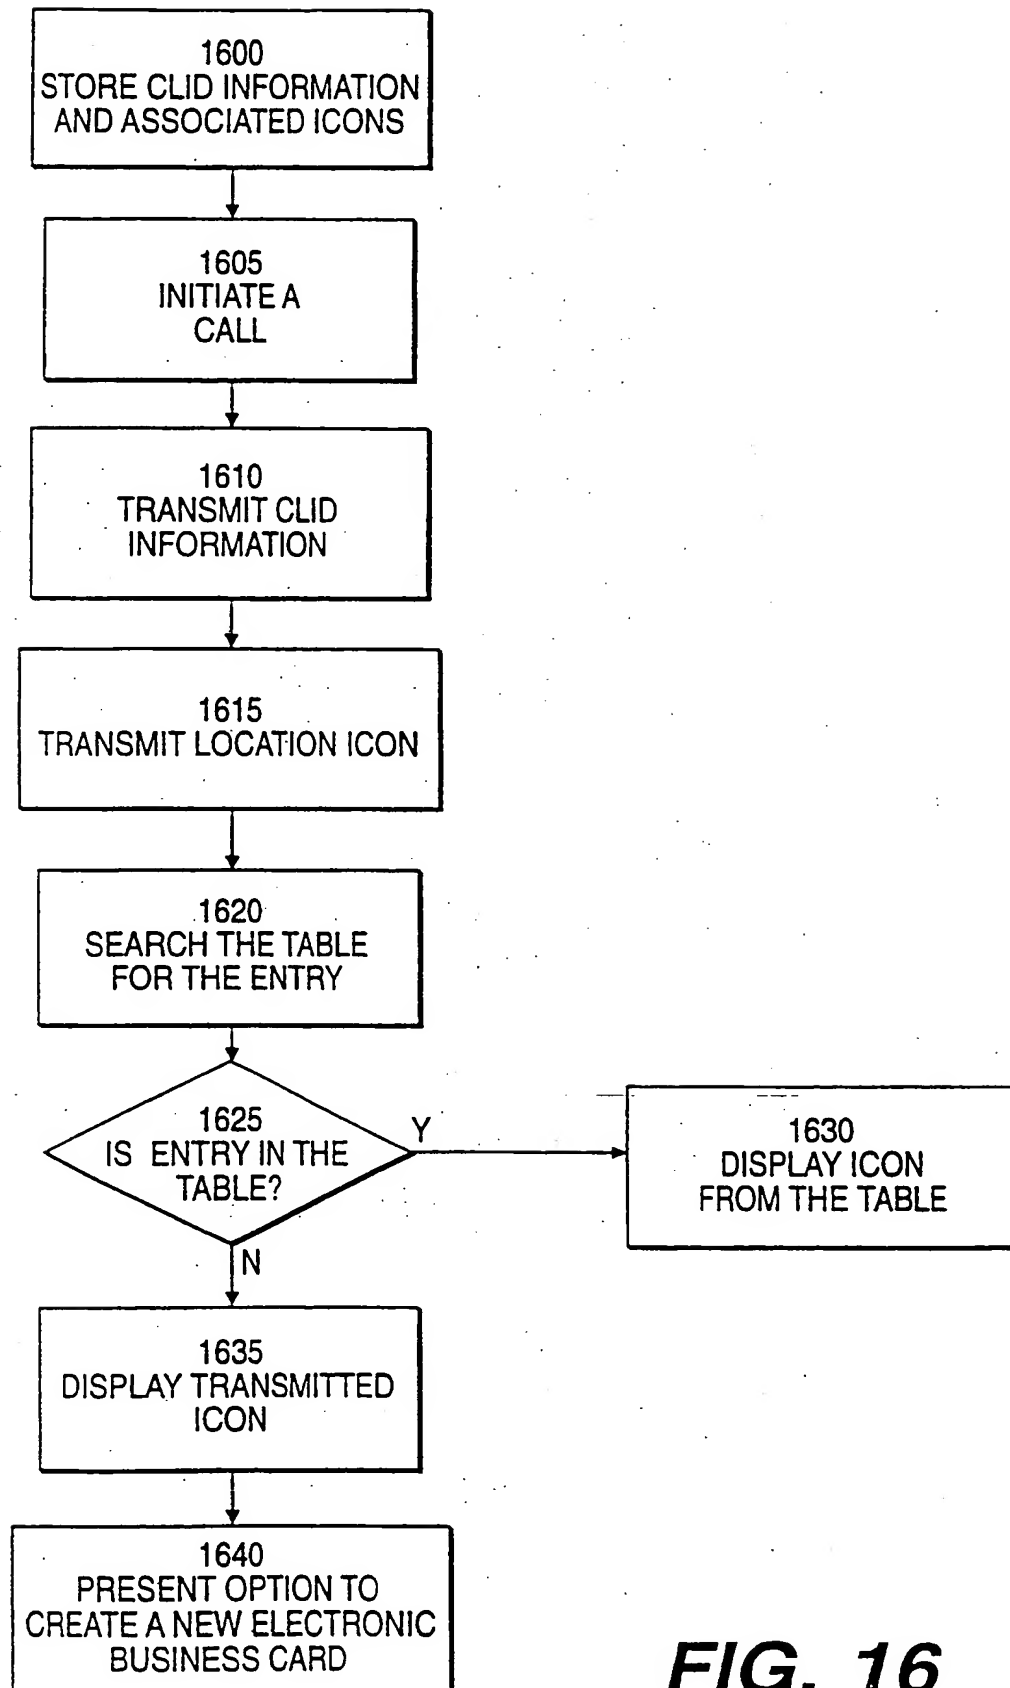 1600
STORE CLID INFORMATION
AND ASSOCIATED ICONS
1605
INITIATE A
CALL
1610
TRANSMIT CLID
INFORMATION
1615
TRANSMIT LOCATION ICON
1620
SEARCH THE TABLE
FOR THE ENTRY
1625
IS ENTRY IN THE
TABLE?
Y
1630
DISPLAY ICON
FROM THE TABLE
N
1635
DISPLAY TRANSMITTED
ICON
1640
PRESENT OPTION TO
CREATE A NEW ELECTRONIC
BUSINESS CARD
FIG. 16